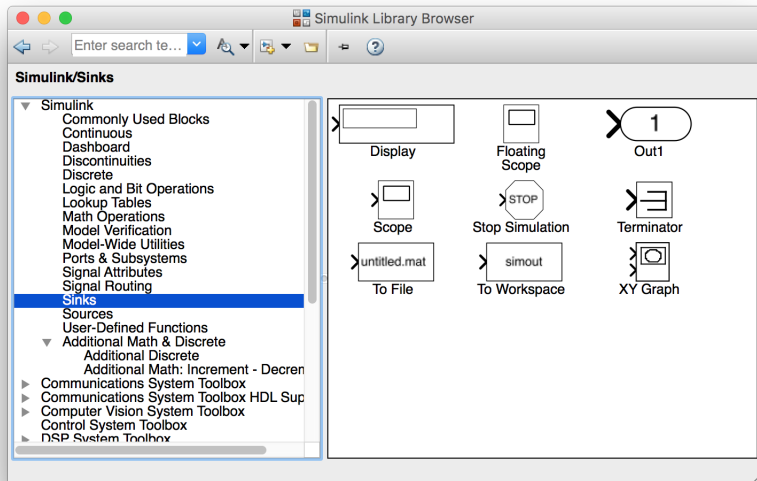 Simulink Library Browser
Enter search te...
Simulink/Sinks
Simulink
Commonly Used Blocks
Continuous
Dashboard
Discontinuities
Discrete
Logic and Bit Operations
Lookup Tables
Math Operations
Model Verification
Model-Wide Utilities
Ports & Subsystems
Signal Attributes
Signal Routing
Sinks
Sources
User-Defined Functions
Additional Math & Discrete
Additional Discrete
Additional Math: Increment - Decren
Communications System Toolbox
Communications System Toolbox HDL Sup
Computer Vision System Toolbox
Control System Toolbox
DSP System Toolbox
Display
Floating
Scope
1
Out1
Scope
STOP
Stop Simulation
Terminator
untitled.mat
To File
simout
To Workspace
XY Graph